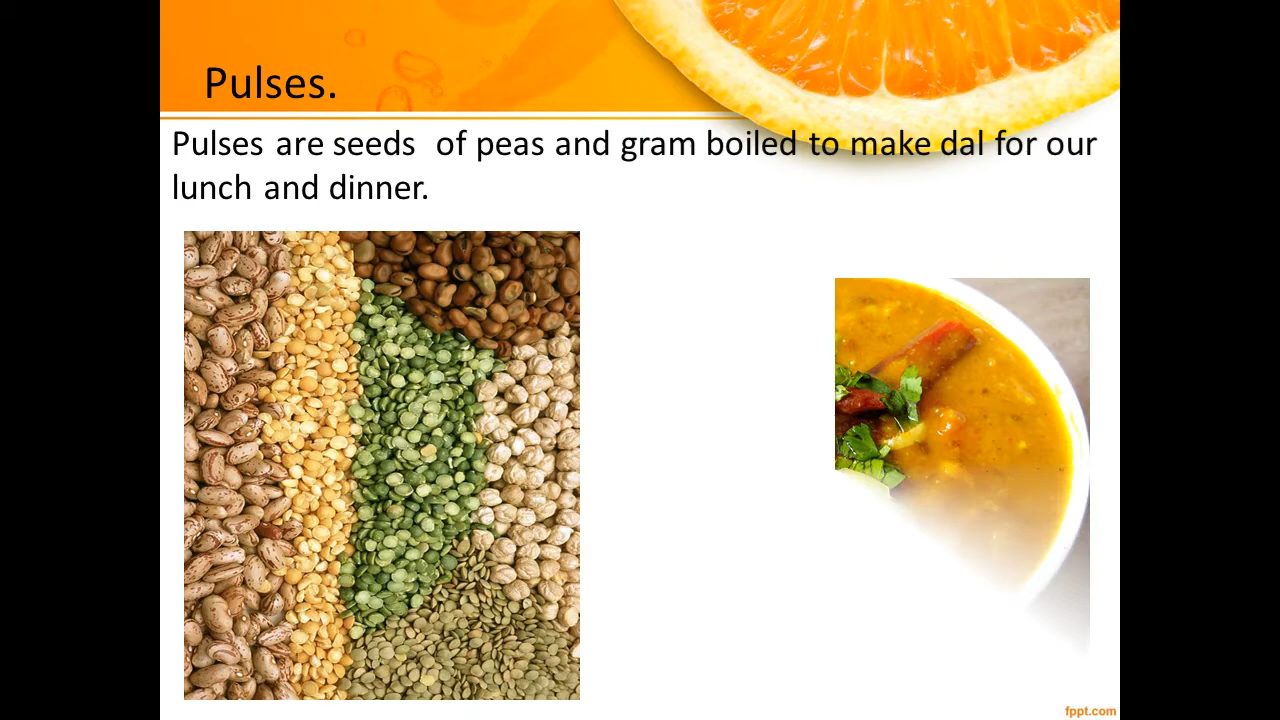 Pulses.
Pulses are seeds  of peas and gram boiled to make dal for our
lunch and dinner.
fppt.com